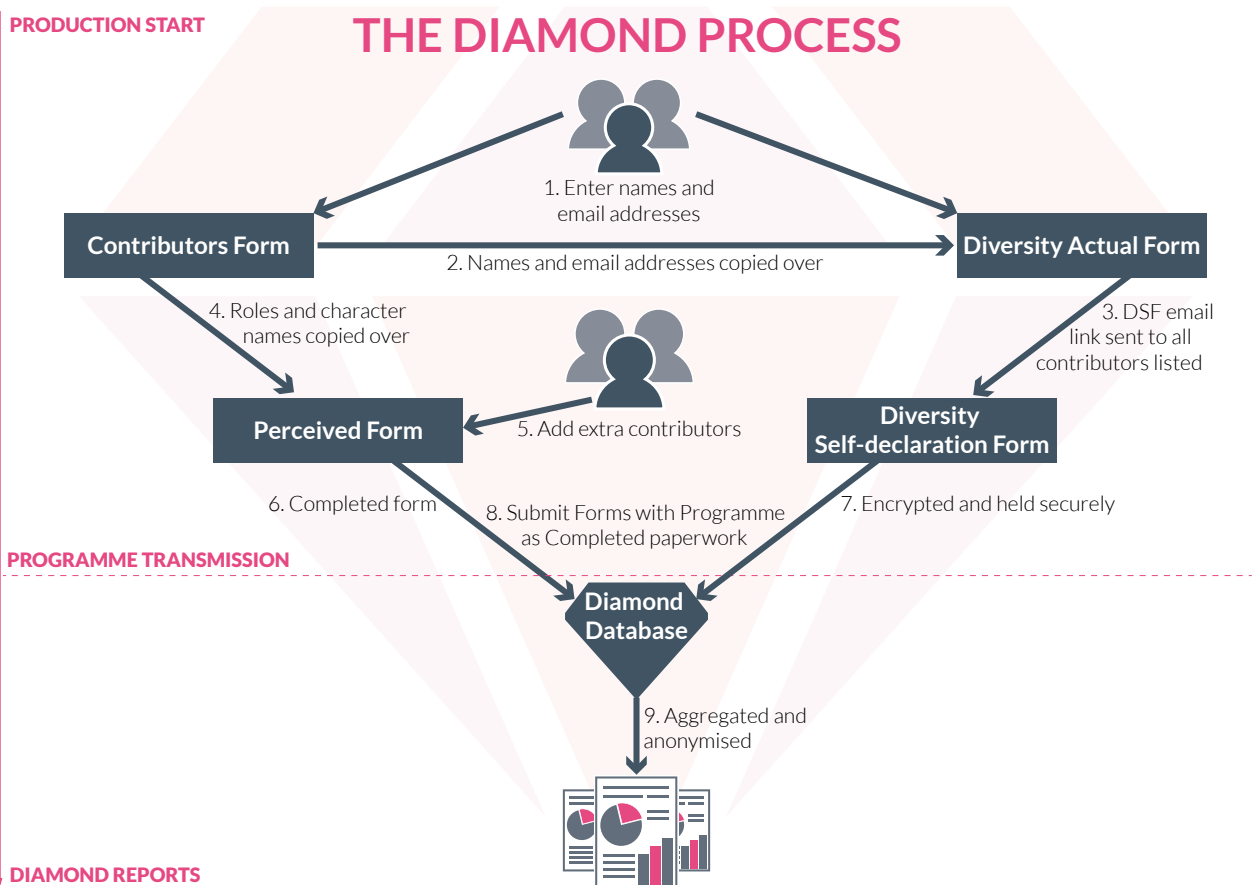 PRODUCTION START
THE DIAMOND PROCESS
1. Enter names and
email addresses
Contributors Form
Diversity Actual Form
2. Names and email addresses copied over
4. Roles and character
names copied over
3. DSF email
link sent to all
contributors listed
Perceived Form
5. Add extra contributors
Diversity
Self-declaration Form
6. Completed form
8. Submit Forms with Programme
as Completed paperwork
7. Encrypted and held securely
PROGRAMME TRANSMISSION
Diamond
Database
9. Aggregated and
anonymised
DIAMOND REPORTS